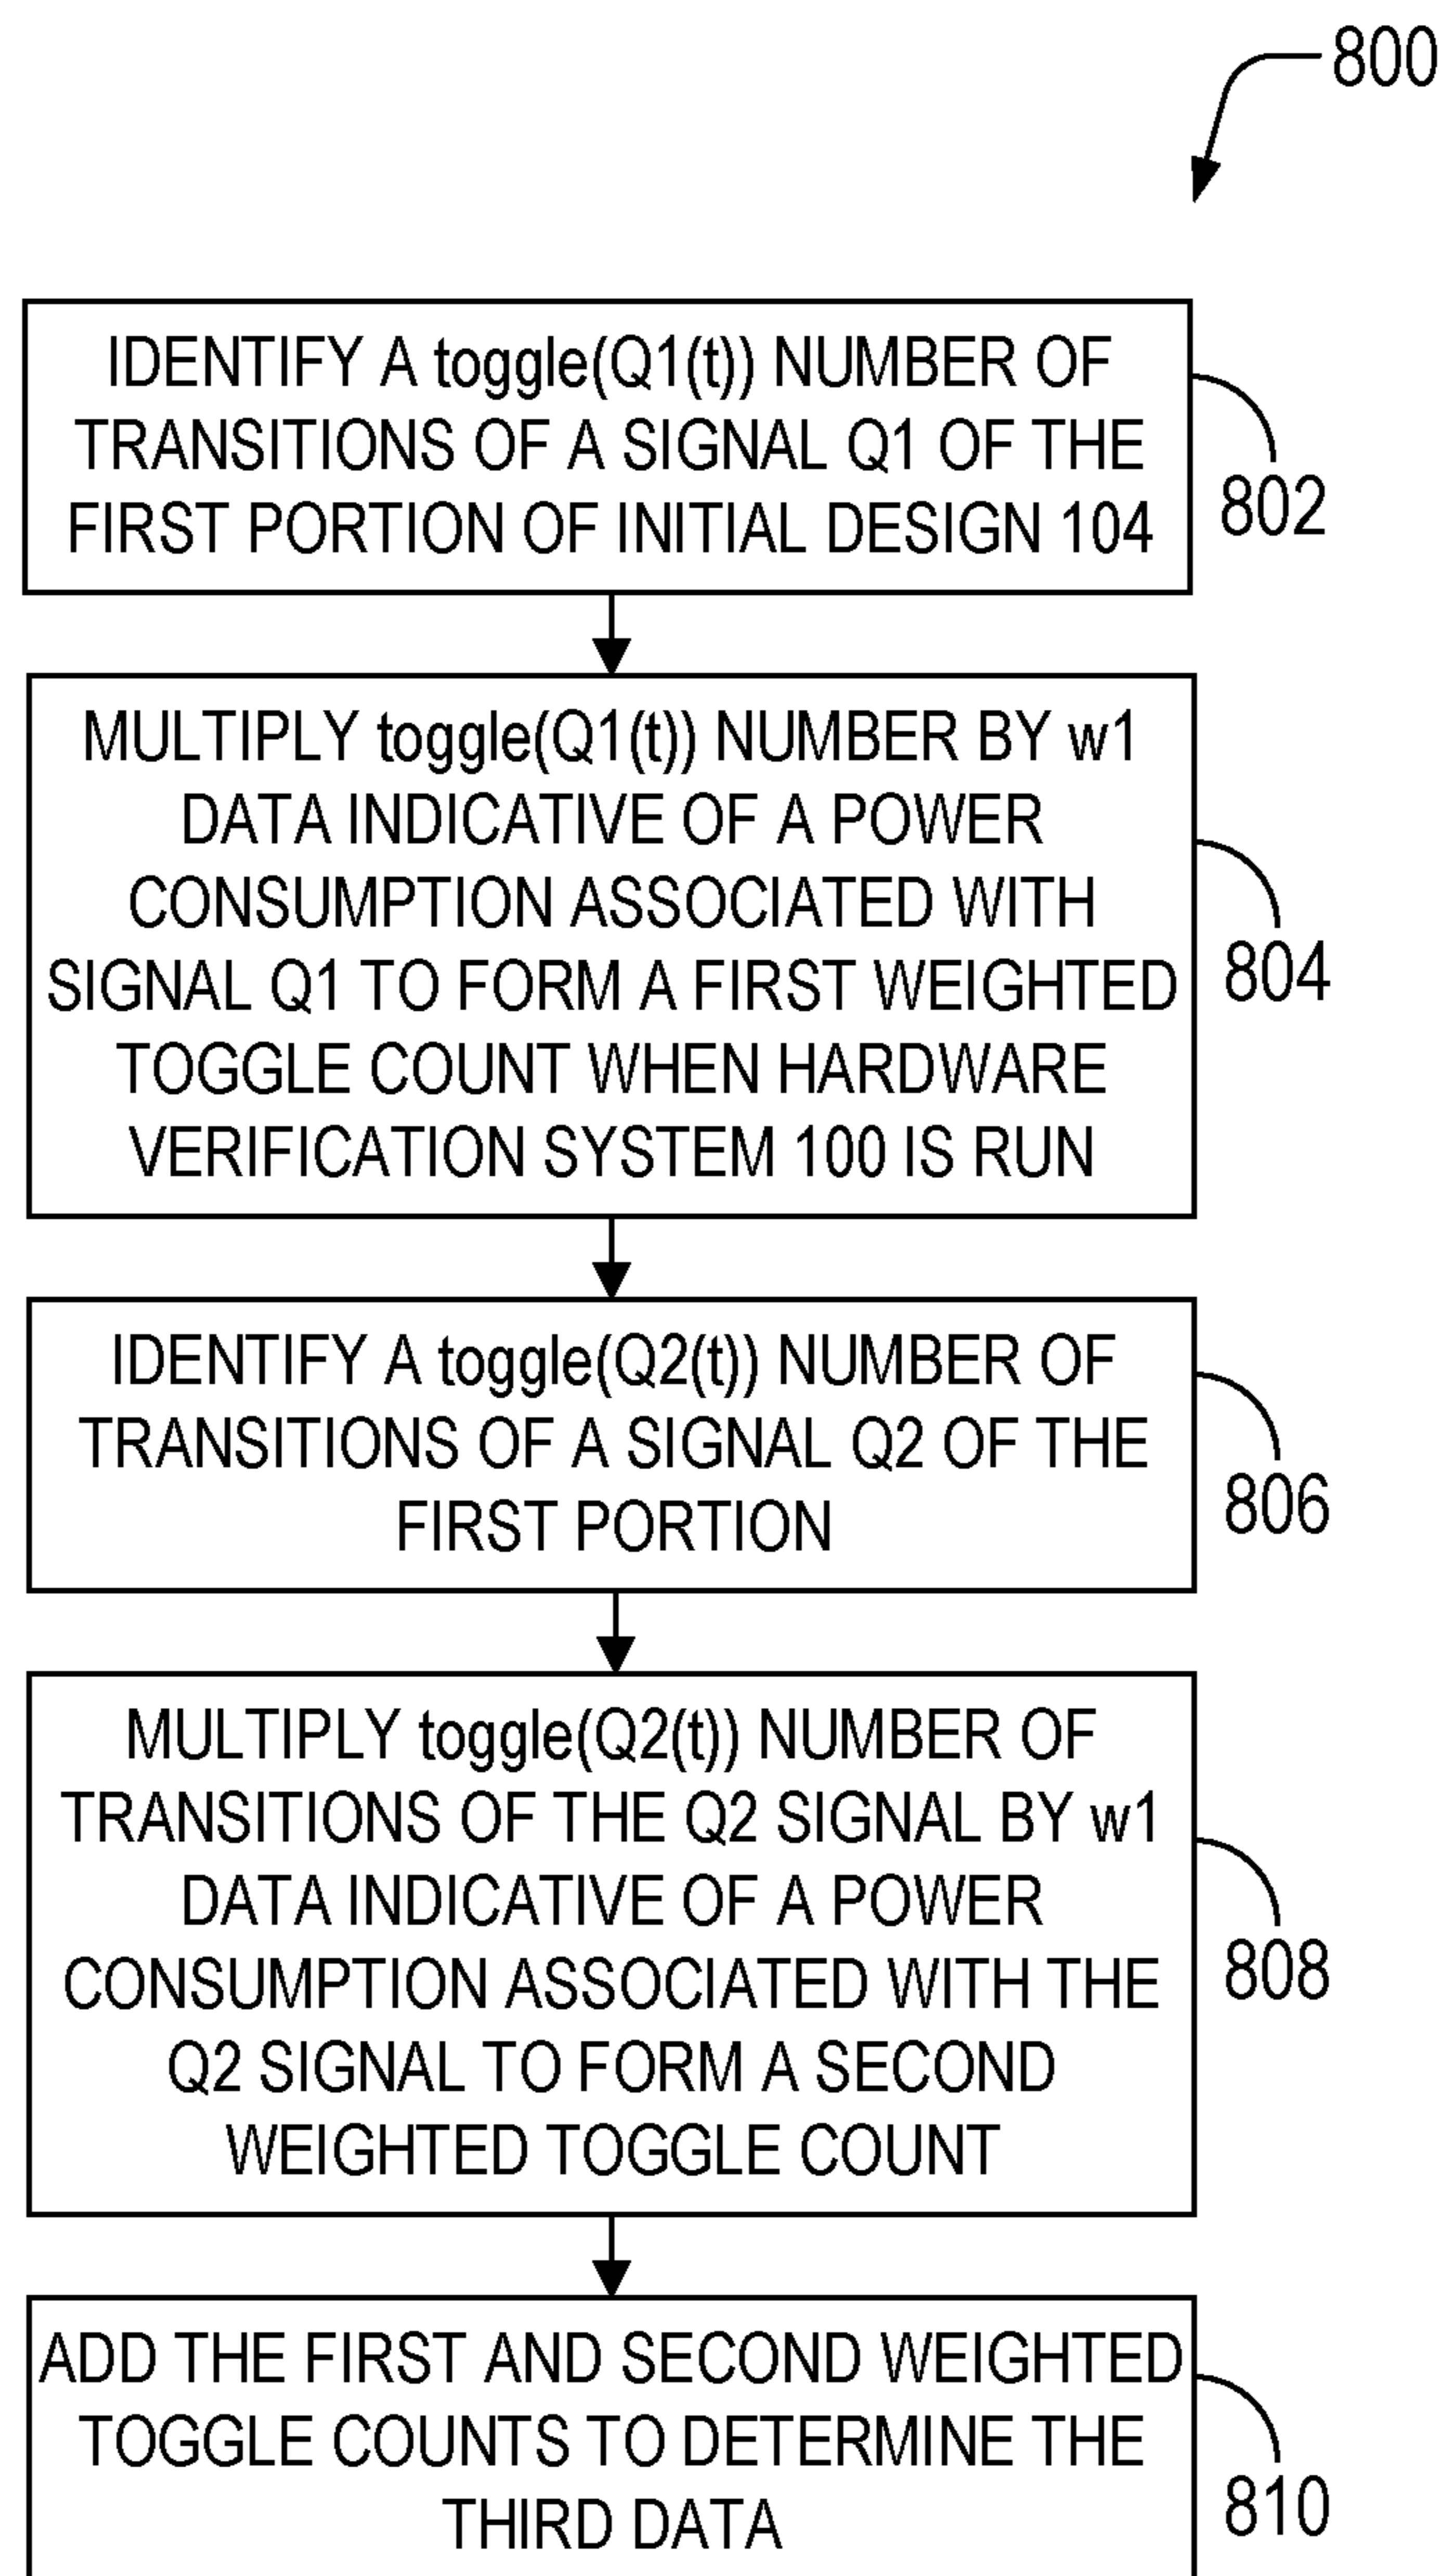 800
IDENTIFY A toggle(Q1(t)) NUMBER OF
TRANSITIONS OF A SIGNAL Q1 OF THE
FIRST PORTION OF INITIAL DESIGN 104
802
MULTIPLY toggle(Q1(t)) NUMBER BY w1
DATA INDICATIVE OF A POWER
CONSUMPTION ASSOCIATED WITH
SIGNAL Q1 TO FORM A FIRST WEIGHTED
TOGGLE COUNT WHEN HARDWARE
VERIFICATION SYSTEM 100 IS RUN
804
IDENTIFY A toggle(Q2(t)) NUMBER OF
TRANSITIONS OF A SIGNAL Q2 OF THE
FIRST PORTION
806
MULTIPLY toggle(Q2(t)) NUMBER OF
TRANSITIONS OF THE Q2 SIGNAL BY w1
DATA INDICATIVE OF A POWER
CONSUMPTION ASSOCIATED WITH THE
Q2 SIGNAL TO FORM A SECOND
WEIGHTED TOGGLE COUNT
808
ADD THE FIRST AND SECOND WEIGHTED
TOGGLE COUNTS TO DETERMINE THE
THIRD DATA
810